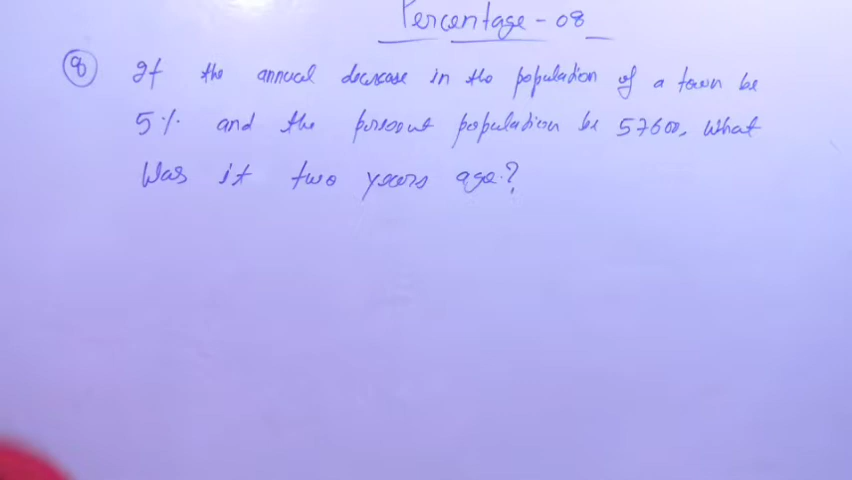 Percentage - 08
⑧ If the annual decrease in the population of a town be
5% and the present population be 57600, what
Was it two years ago?